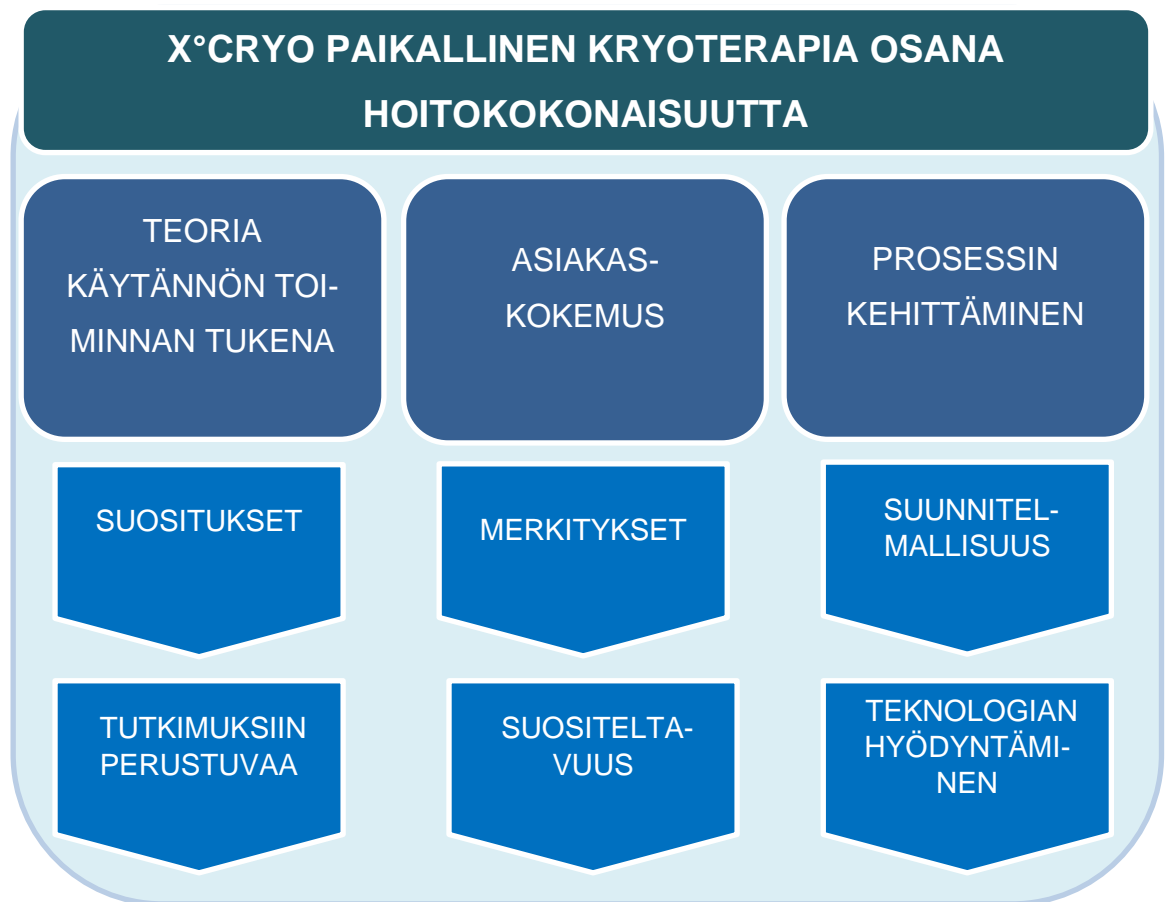 X°CRYO PAIKALLINEN KRYOTERAPIA OSANA
HOITOKOKONAISUUTTA
TEORIA
KÄYTÄNNÖN TOI-
MINNAN TUKENA
ASIAKAS-
KOKEMUS
PROSESSIN
KEHITTÄMINEN
SUOSITUKSET
MERKITYKSET
SUUNNITEL-
MALLISUUS
TUTKIMUKSIIN
PERUSTUVAA
SUOSITELTA-
VUUS
TEKNOLOGIAN
HYÖDYNTÄMI-
NEN